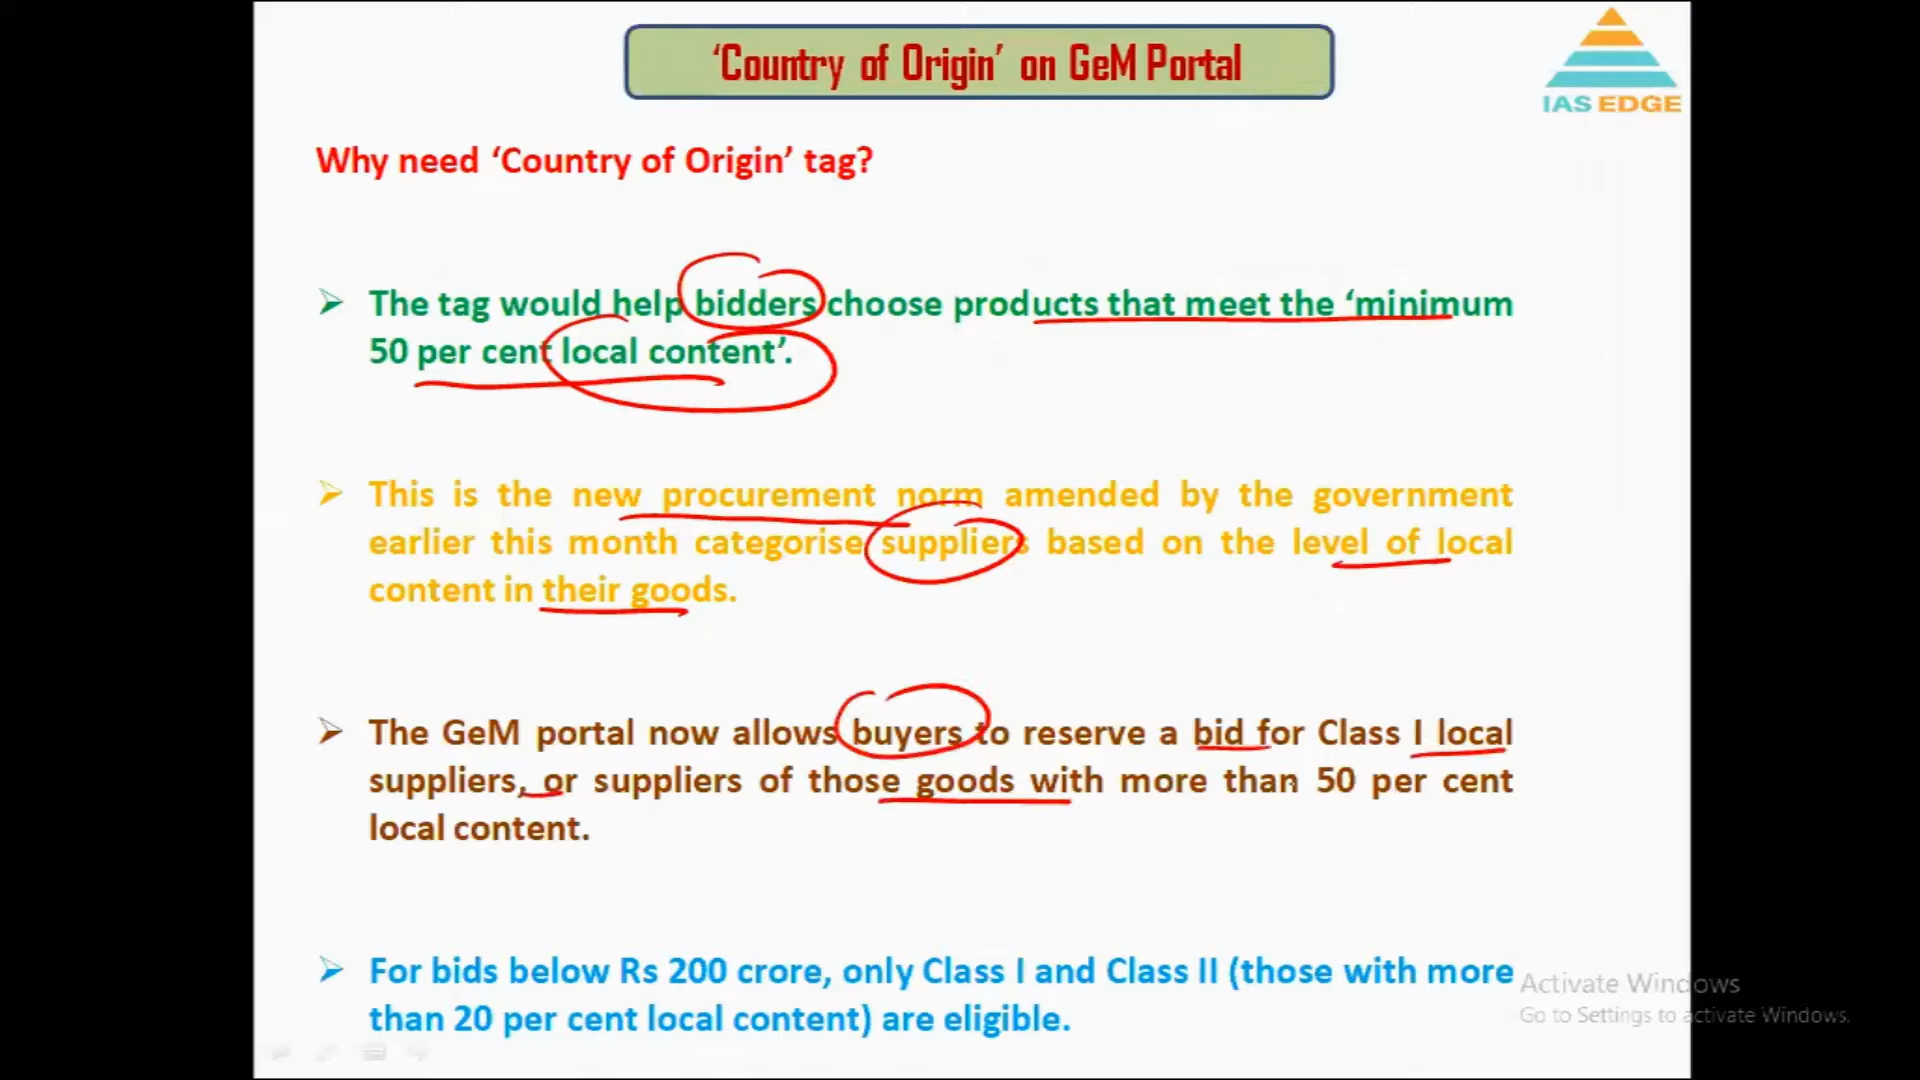 ‘Country of Origin’ on GeM Portal
IAS EDGE
Why need ‘Country of Origin’ tag?
The tag would help bidders choose products that meet the ‘minimum
50 per cent local content’.
This is the new procurement norm amended by the government
earlier this month categorise suppliers based on the level of local
content in their goods.
The GeM portal now allows buyers to reserve a bid for Class I local
suppliers, or suppliers of those goods with more than 50 per cent
local content.
For bids below Rs 200 crore, only Class I and Class II (those with more
than 20 per cent local content) are eligible.
Activate Windows
Go to Settings to activate Windows.